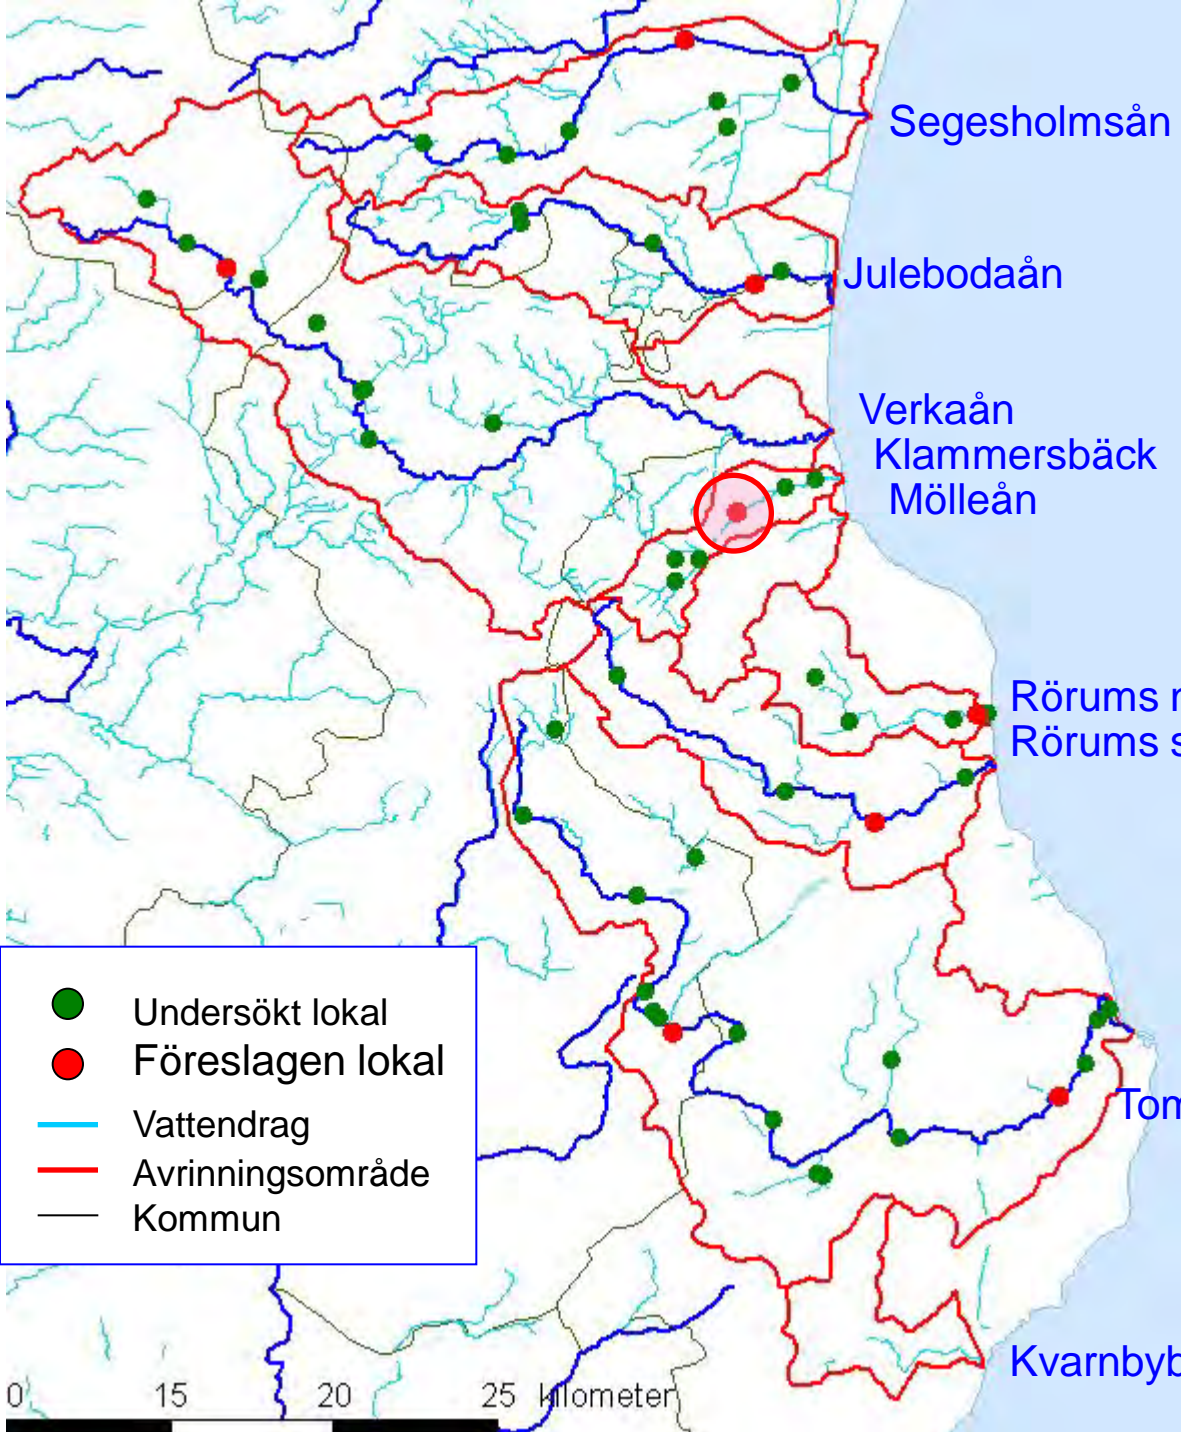 Segesholmsån
Julebodaån
Verkaån
Klammersbäck
Mölleån
Rörums
Rörums s
Tom
Kvarnbyb
Undersökt lokal
Föreslagen lokal
Vattendrag
Avrinningsområde
Kommun
0 15 20 25 kilometer